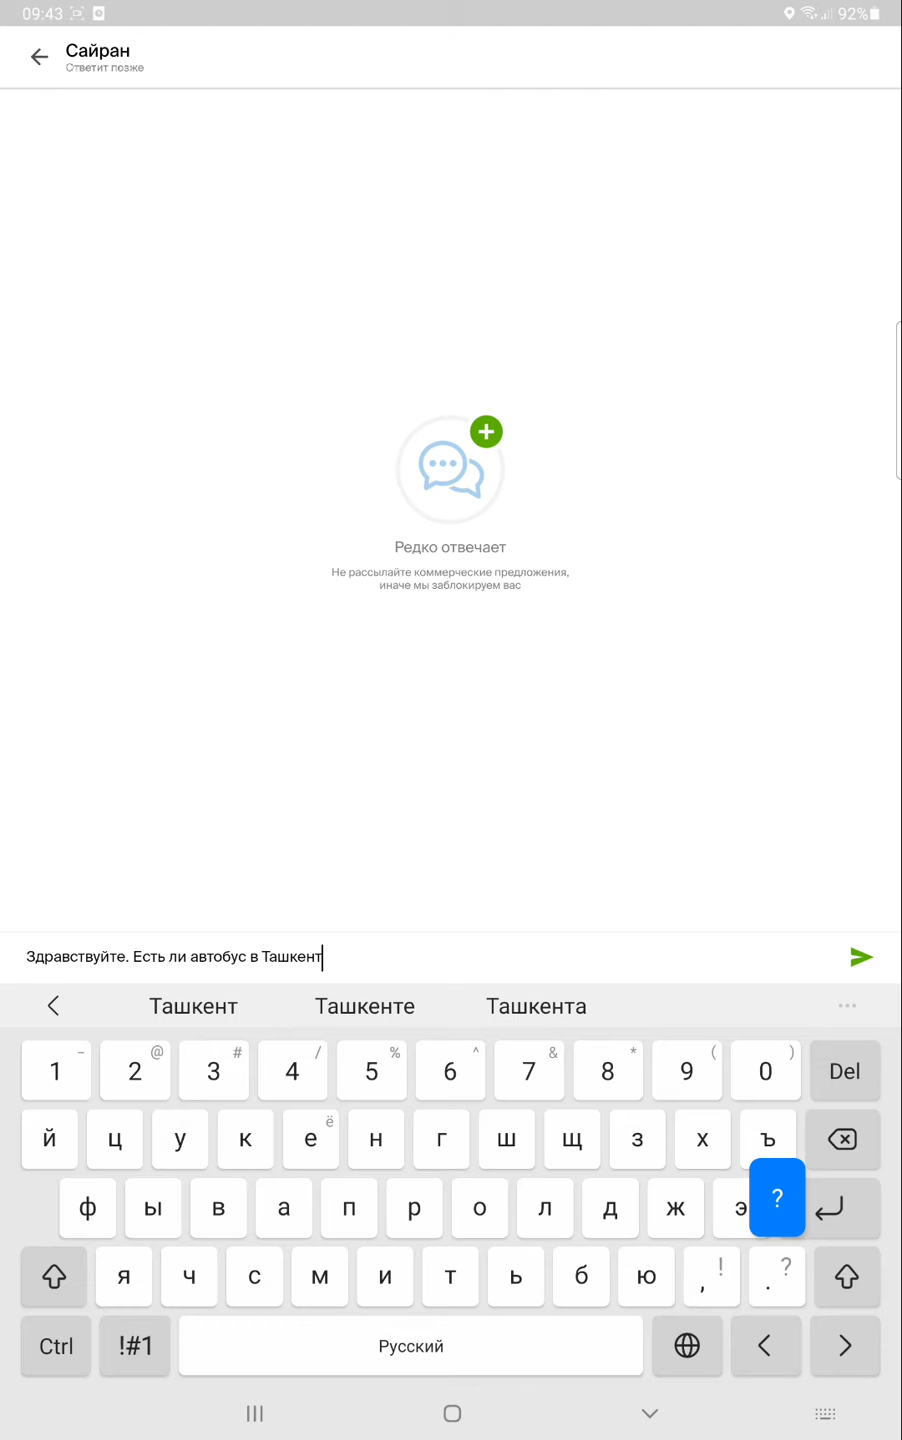 09:43
92%
Сайран
Ответит позже
Редко отвечает
Не рассылайте коммерческие предложения,
иначе мы заблокируем вас
Здравствуйте. Есть ли автобус в Ташкент
Ташкент Ташкенте Ташкента
1 - 2 @ 3 # 4 / 5 % 6 ^ 7 & 8 * 9 ( 0 ) Del
й ц у к е ё н г ш щ з х ъ
ф ы в а п р о л д ж э ?
я ч с м и т ь б ю , ! . ?
Ctrl !#1 Русский